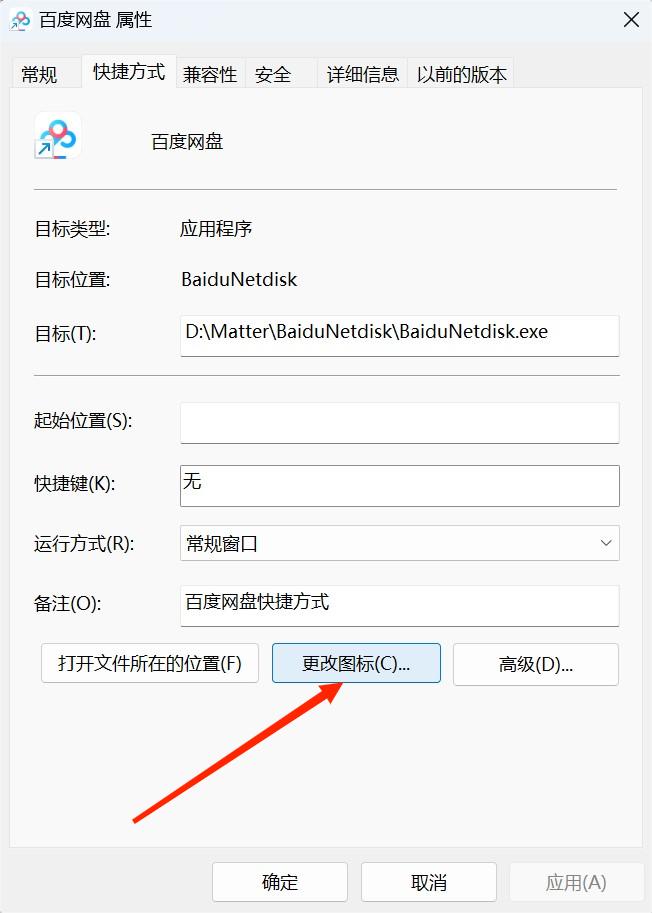 百度网盘 属性
常规 快捷方式 兼容性 安全 详细信息 以前的版本
百度网盘
目标类型: 应用程序
目标位置: BaiduNetdisk
目标(T): D:\Matter\BaiduNetdisk\BaiduNetdisk.exe
起始位置(S):
快捷键(K): 无
运行方式(R): 常规窗口
备注(O): 百度网盘快捷方式
打开文件所在的位置(F) 更改图标(C)... 高级(D)...
确定 取消 应用(A)